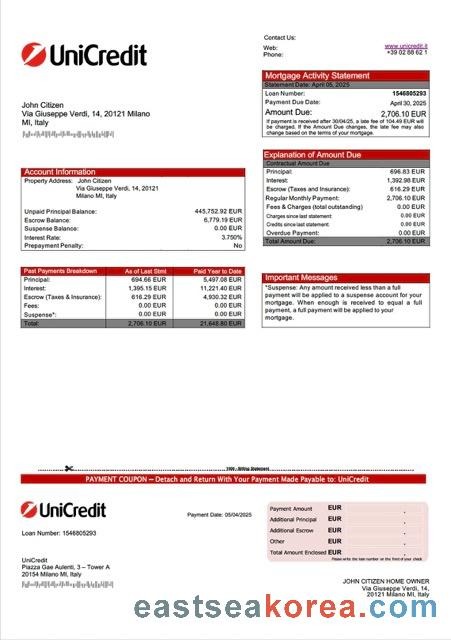 UniCredit
Contact Us:
Web: www.unicredit.it
Phone: +39 02 88 62 1
Mortgage Activity Statement
Statement Date: April 05, 2025
Loan Number: 1546805293
Payment Due Date: April 30, 2025
Amount Due: 2,706.10 EUR
If payment is received after 30/04/25, a late fee of 104.49 EUR will
be charged. If the Amount Due changes, the late fee may also
change based on the terms of your mortgage.
John Citizen
Via Giuseppe Verdi, 14, 20121 Milano
MI, Italy
Explanation of Amount Due
Contractual Amount Due
Principal: 696.83 EUR
Interest: 1,392.98 EUR
Escrow (Taxes and Insurance): 616.29 EUR
Regular Monthly Payment: 2,706.10 EUR
Fees & Charges (total outstanding) 0.00 EUR
Charges since last statement: 0.00 EUR
Credits since last statement: 0.00 EUR
Overdue Payment: 0.00 EUR
Total Amount Due: 2,706.10 EUR
Account Information
Property Address: John Citizen
Via Giuseppe Verdi, 14, 20121
Milano MI, Italy
Unpaid Principal Balance: 445,752.92 EUR
Escrow Balance: 6,779.19 EUR
Suspense Balance: 0.00 EUR
Interest Rate: 3.750%
Prepayment Penalty: No
Past Payments Breakdown As of Last Stmt Paid Year to Date
Principal: 694.66 EUR 5,497.08 EUR
Interest: 1,395.15 EUR 11,221.40 EUR
Escrow (Taxes & Insurance): 616.29 EUR 4,930.32 EUR
Fees: 0.00 EUR 0.00 EUR
Suspense*: 0.00 EUR 0.00 EUR
Total: 2,706.10 EUR 21,648.80 EUR
Important Messages
*Suspense: Any amount received less than a full
payment will be applied to a suspense account for your
mortgage. When enough is received to equal a full
payment, a full payment will be applied to your
mortgage.
Billing Statement
PAYMENT COUPON – Detach and Return With Your Payment Made Payable to: UniCredit
UniCredit
Payment Date: 05/04/2025
Loan Number: 1546805293
Payment Amount EUR
Additional Principal EUR
Additional Escrow EUR
Other EUR
Total Amount Enclosed EUR
Please write the loan number on the front of your check
UniCredit
Piazza Gae Aulenti, 3 – Tower A
20154 Milano MI, Italy
JOHN CITIZEN HOME OWNER
Via Giuseppe Verdi, 14,
20121 Milano MI, Italy
eastseakorea.com